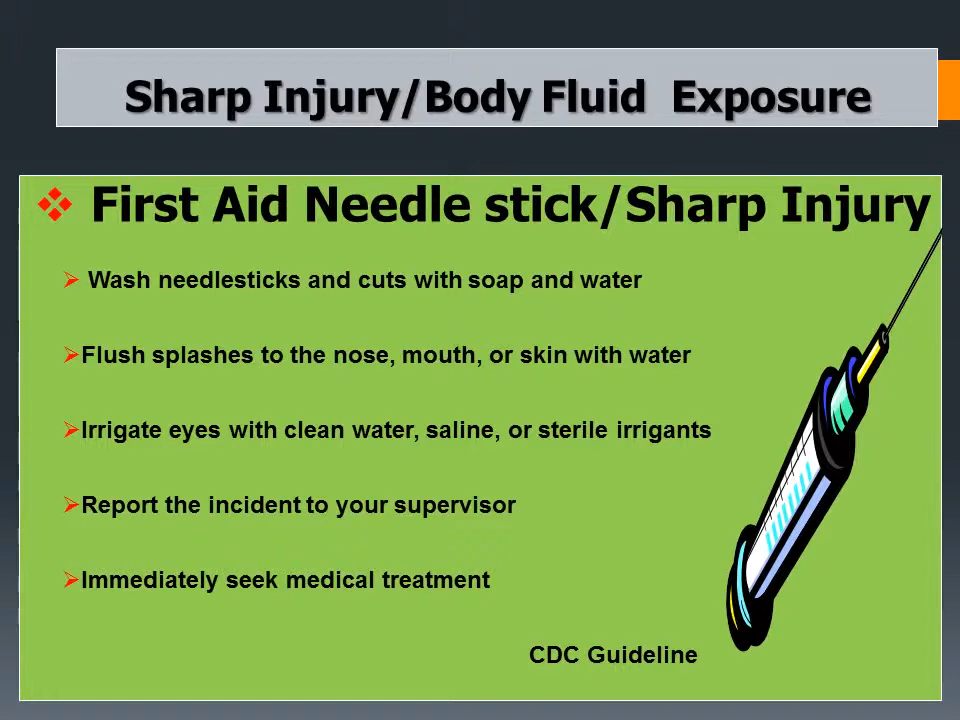 Sharp Injury/Body Fluid Exposure
First Aid Needle stick/Sharp Injury
Wash needlesticks and cuts with soap and water
Flush splashes to the nose, mouth, or skin with water
Irrigate eyes with clean water, saline, or sterile irrigants
Report the incident to your supervisor
Immediately seek medical treatment
CDC Guideline